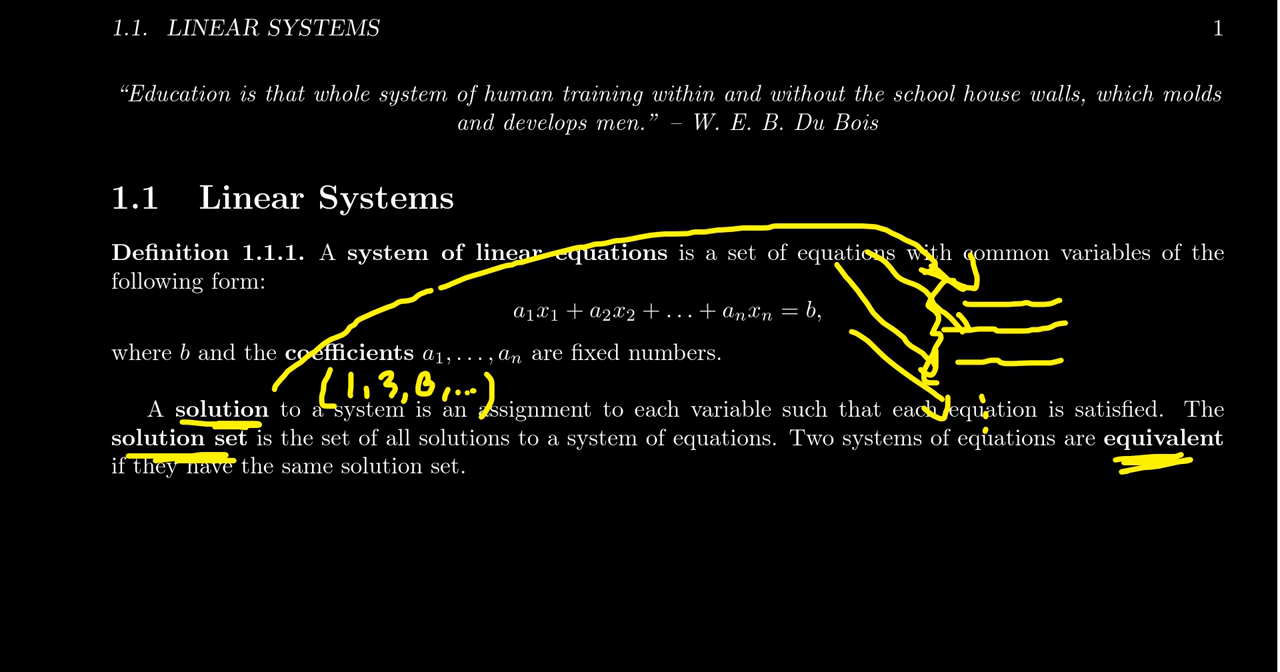 1.1. LINEAR SYSTEMS 1
“Education is that whole system of human training within and without the school house walls, which molds
and develops men.” – W. E. B. Du Bois
1.1 Linear Systems
Definition 1.1.1. A system of linear equations is a set of equations with common variables of the
following form:
a₁x₁ + a₂x₂ + … + aₙxₙ = b,
where b and the coefficients a₁, …, aₙ are fixed numbers.
(1, 3, B, ...)
A solution to a system is an assignment to each variable such that each equation is satisfied. The
solution set is the set of all solutions to a system of equations. Two systems of equations are equivalent
if they have the same solution set.